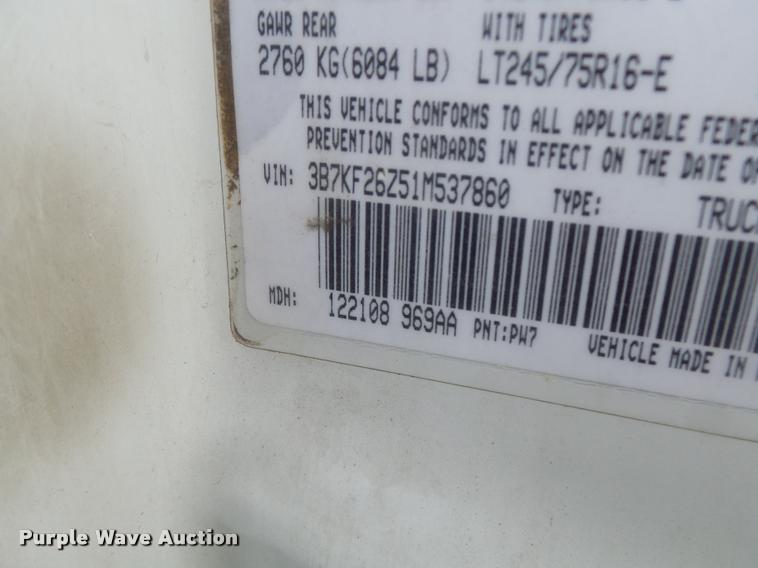 GAWR REAR WITH TIRES
2760 KG(6084 LB) LT245/75R16-E
THIS VEHICLE CONFORMS TO ALL APPLICABLE FEDER
PREVENTION STANDARDS IN EFFECT ON THE DATE O
VIN: 3B7KF26Z51M537860 TYPE: TRUC
MDH: 122108 969AA PNT:PW7 VEHICLE MADE IN
Purple Wave Auction